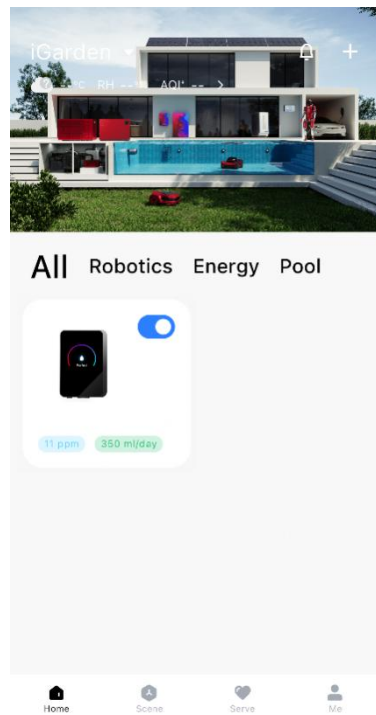 iGarden
--°C RH --% AQI* -- >
All Robotics Energy Pool
11 ppm 350 ml/day
Home Scene Serve Me